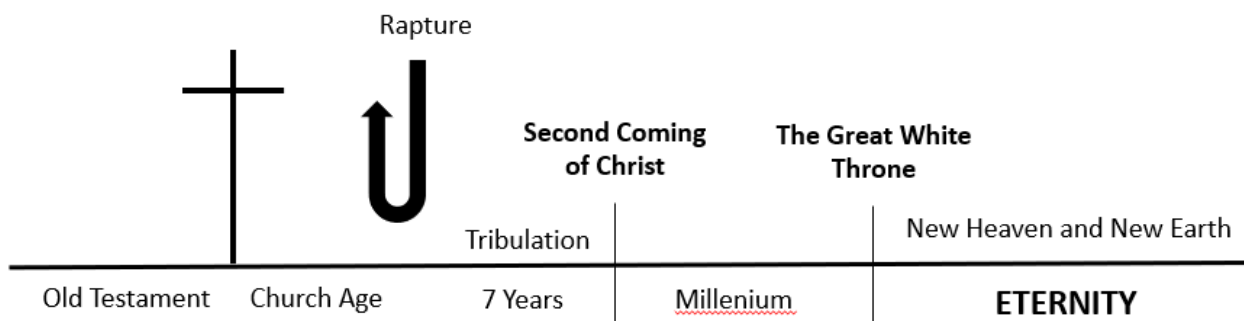 Rapture
Second Coming
of Christ
The Great White
Throne
Tribulation
New Heaven and New Earth
Old Testament
Church Age
7 Years
Millenium
ETERNITY